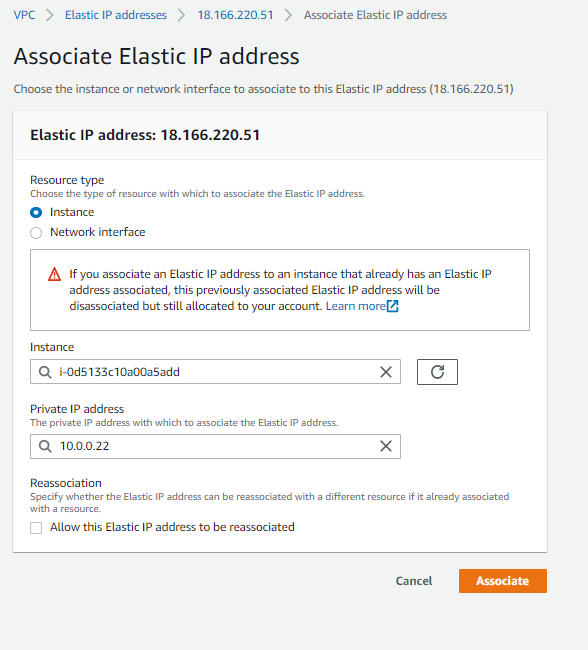 VPC > Elastic IP addresses > 18.166.220.51 > Associate Elastic IP address
Associate Elastic IP address
Choose the instance or network interface to associate to this Elastic IP address (18.166.220.51)
Elastic IP address: 18.166.220.51
Resource type
Choose the type of resource with which to associate the Elastic IP address.
Instance
Network interface
If you associate an Elastic IP address to an instance that already has an Elastic IP
address associated, this previously associated Elastic IP address will be
disassociated but still allocated to your account. Learn more
Instance
i-0d5133c10a00a5add
Private IP address
The private IP address with which to associate the Elastic IP address.
10.0.0.22
Reassociation
Specify whether the Elastic IP address can be reassociated with a different resource if it already associated
with a resource.
Allow this Elastic IP address to be reassociated
Cancel Associate